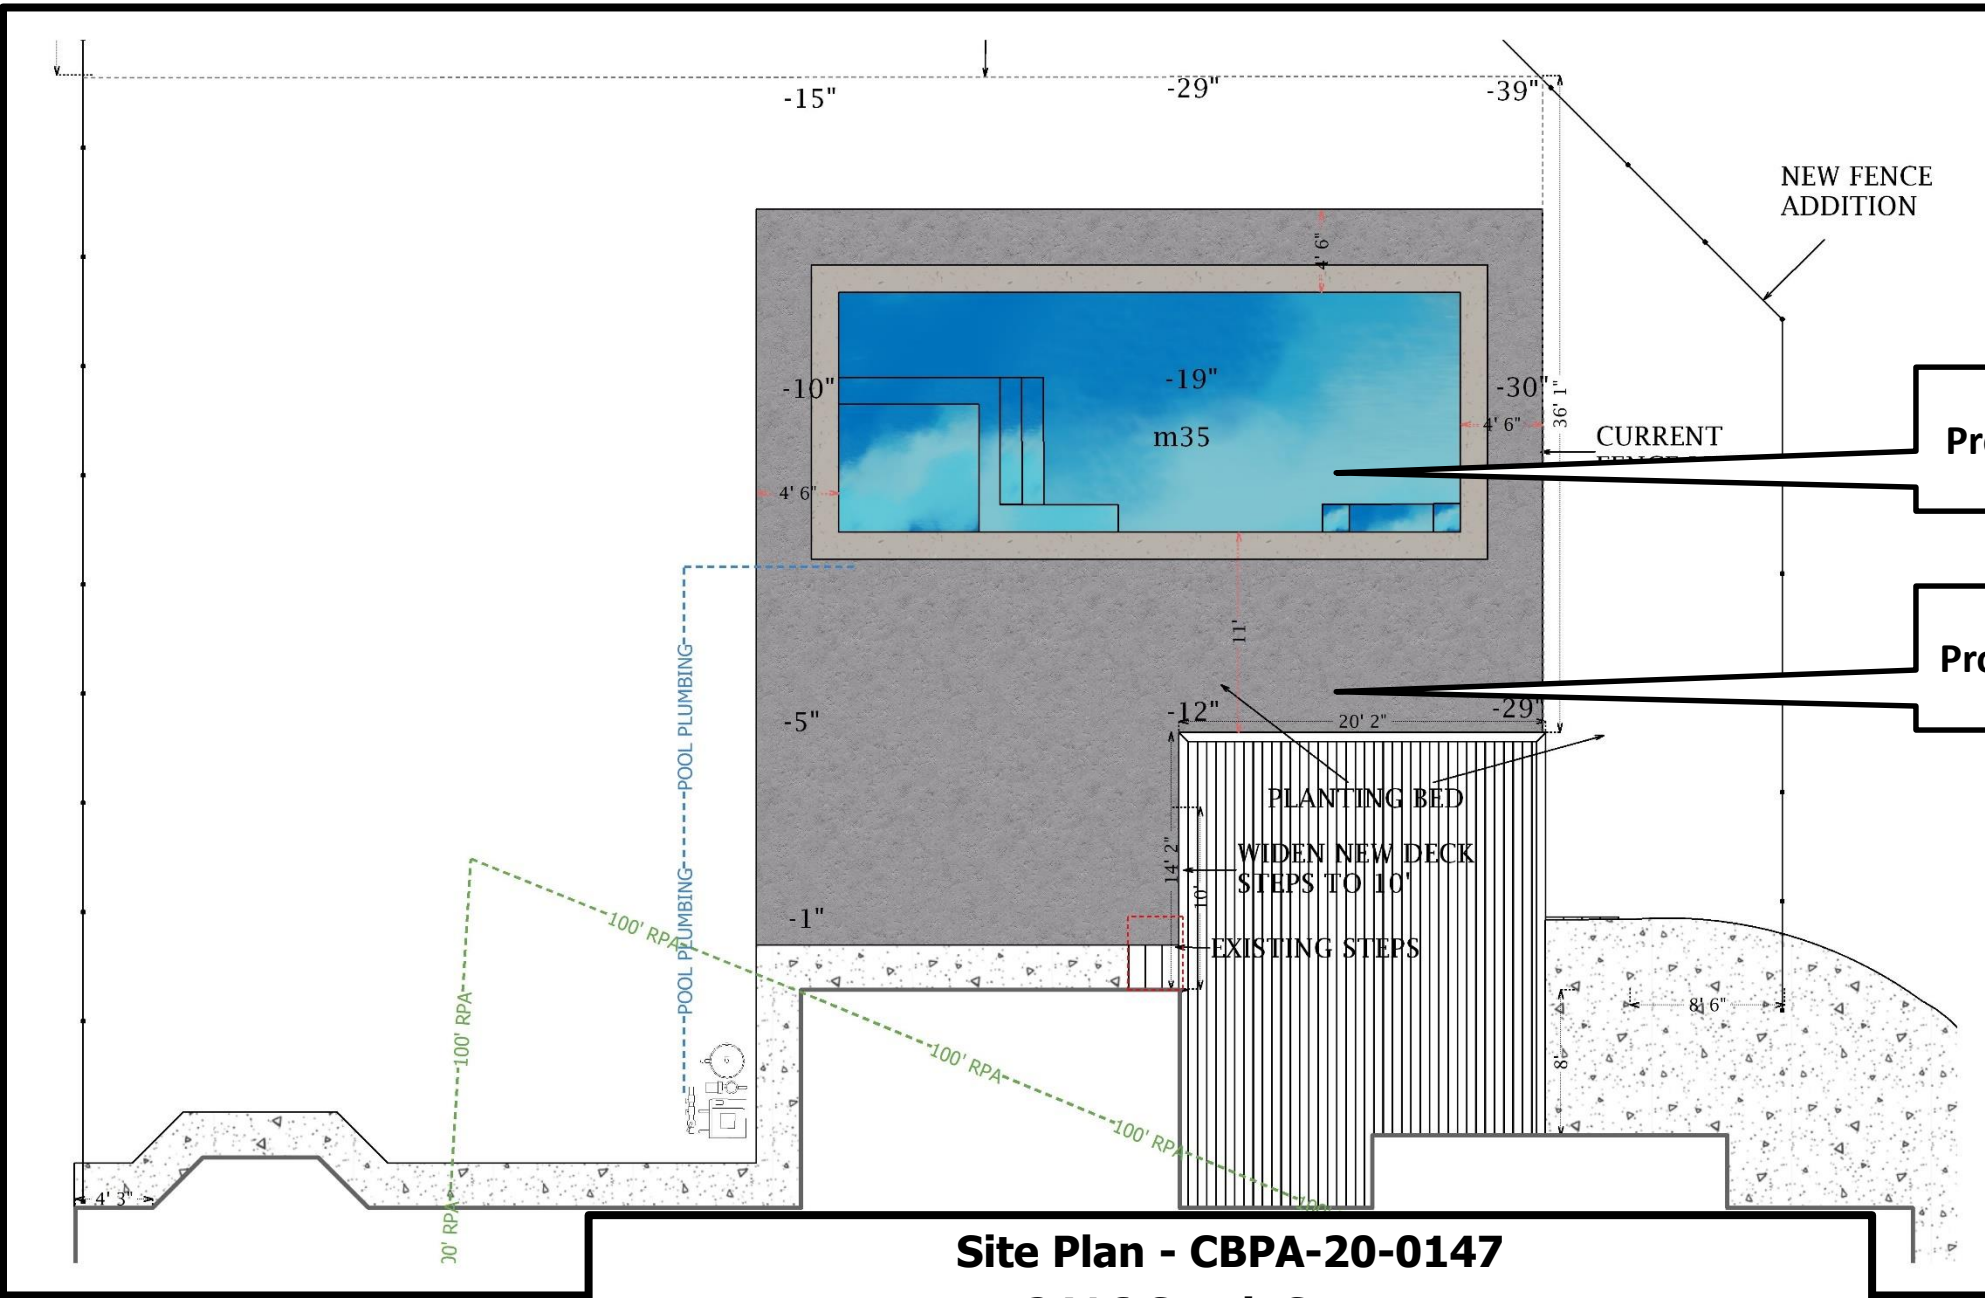 -15"
-29"
-39"
NEW FENCE
ADDITION
4' 6"
-10"
-19"
-30"
36' 1"
m35
4' 6"
CURRENT
4' 6"
11'
POOL PLUMBING
POOL PLUMBING
-5"
-12"
-29"
20' 2"
PLANTING BED
14' 2"
10'
WIDEN NEW DECK
STEPS TO 10'
-1"
EXISTING STEPS
100' RPA
100' RPA
100' RPA
100' RPA
8' 6"
8'
4' 3"
Site Plan - CBPA-20-0147